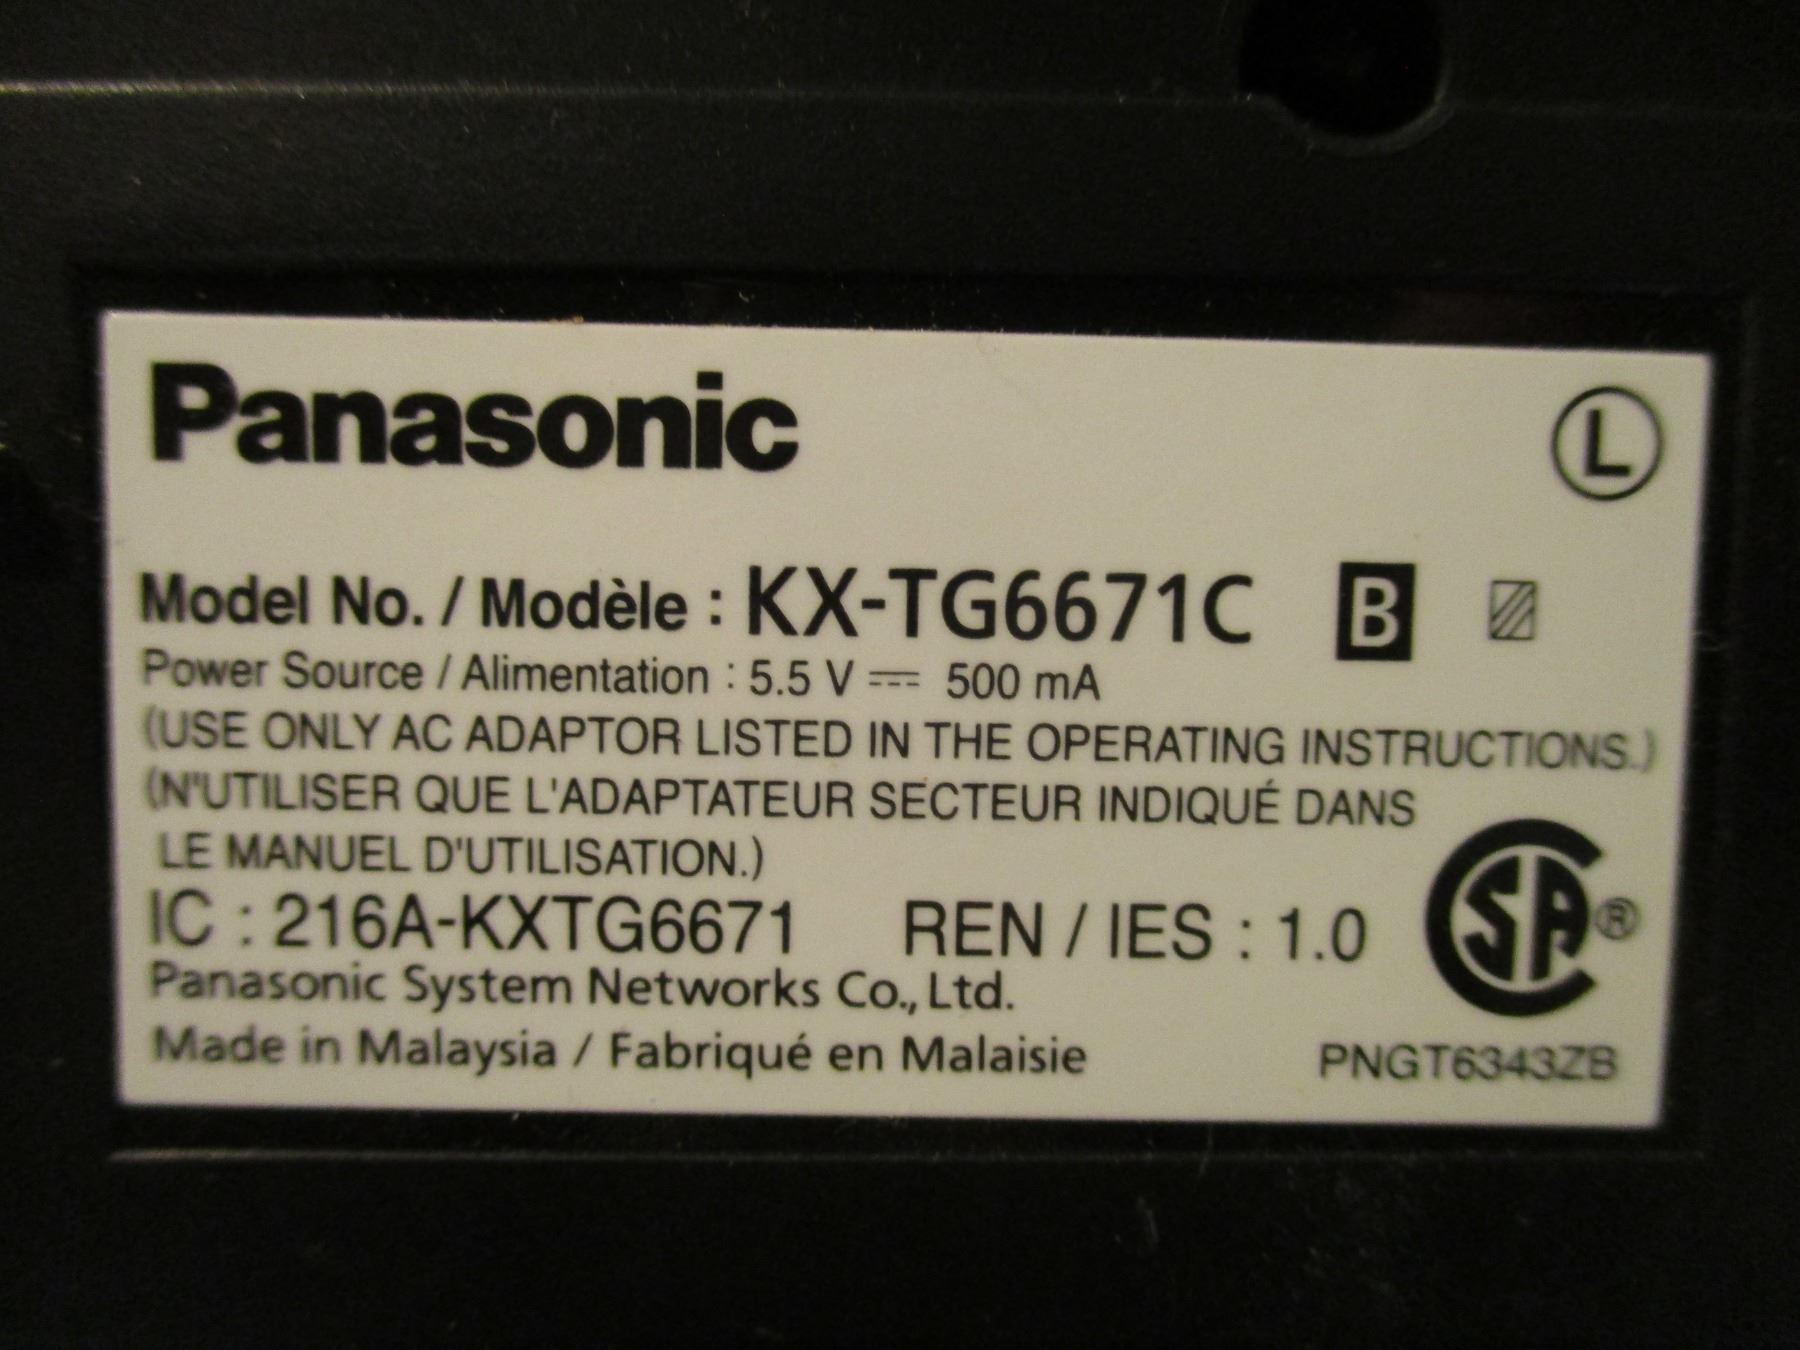 Panasonic
L
Model No. / Modèle : KX-TG6671C B
Power Source / Alimentation : 5.5 V ⎓ 500 mA
(USE ONLY AC ADAPTOR LISTED IN THE OPERATING INSTRUCTIONS.)
(N'UTILISER QUE L'ADAPTATEUR SECTEUR INDIQUÉ DANS
LE MANUEL D'UTILISATION.)
IC : 216A-KXTG6671 REN / IES : 1.0
SA ®
Panasonic System Networks Co., Ltd.
Made in Malaysia / Fabriqué en Malaisie
PNGT6343ZB